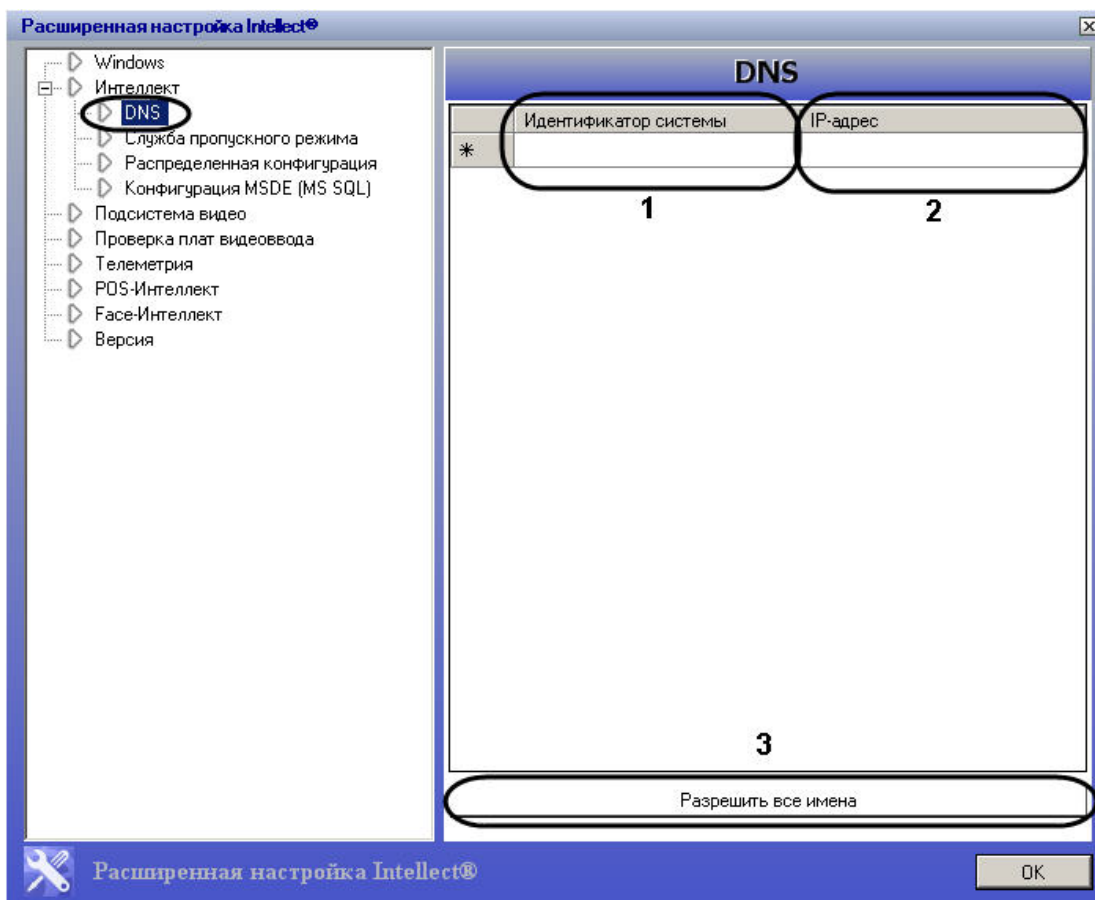 Расширенная настройка Intellect®
Windows
Интеллект
DNS
Служба пропускного режима
Распределенная конфигурация
Конфигурация MSDE (MS SQL)
Подсистема видео
Проверка плат видеоввода
Телеметрия
POS-Интеллект
Face-Интеллект
Версия
DNS
Идентификатор системы IP-адрес
*
1 2
3
Разрешить все имена
Расширенная настройка Intellect®
OK